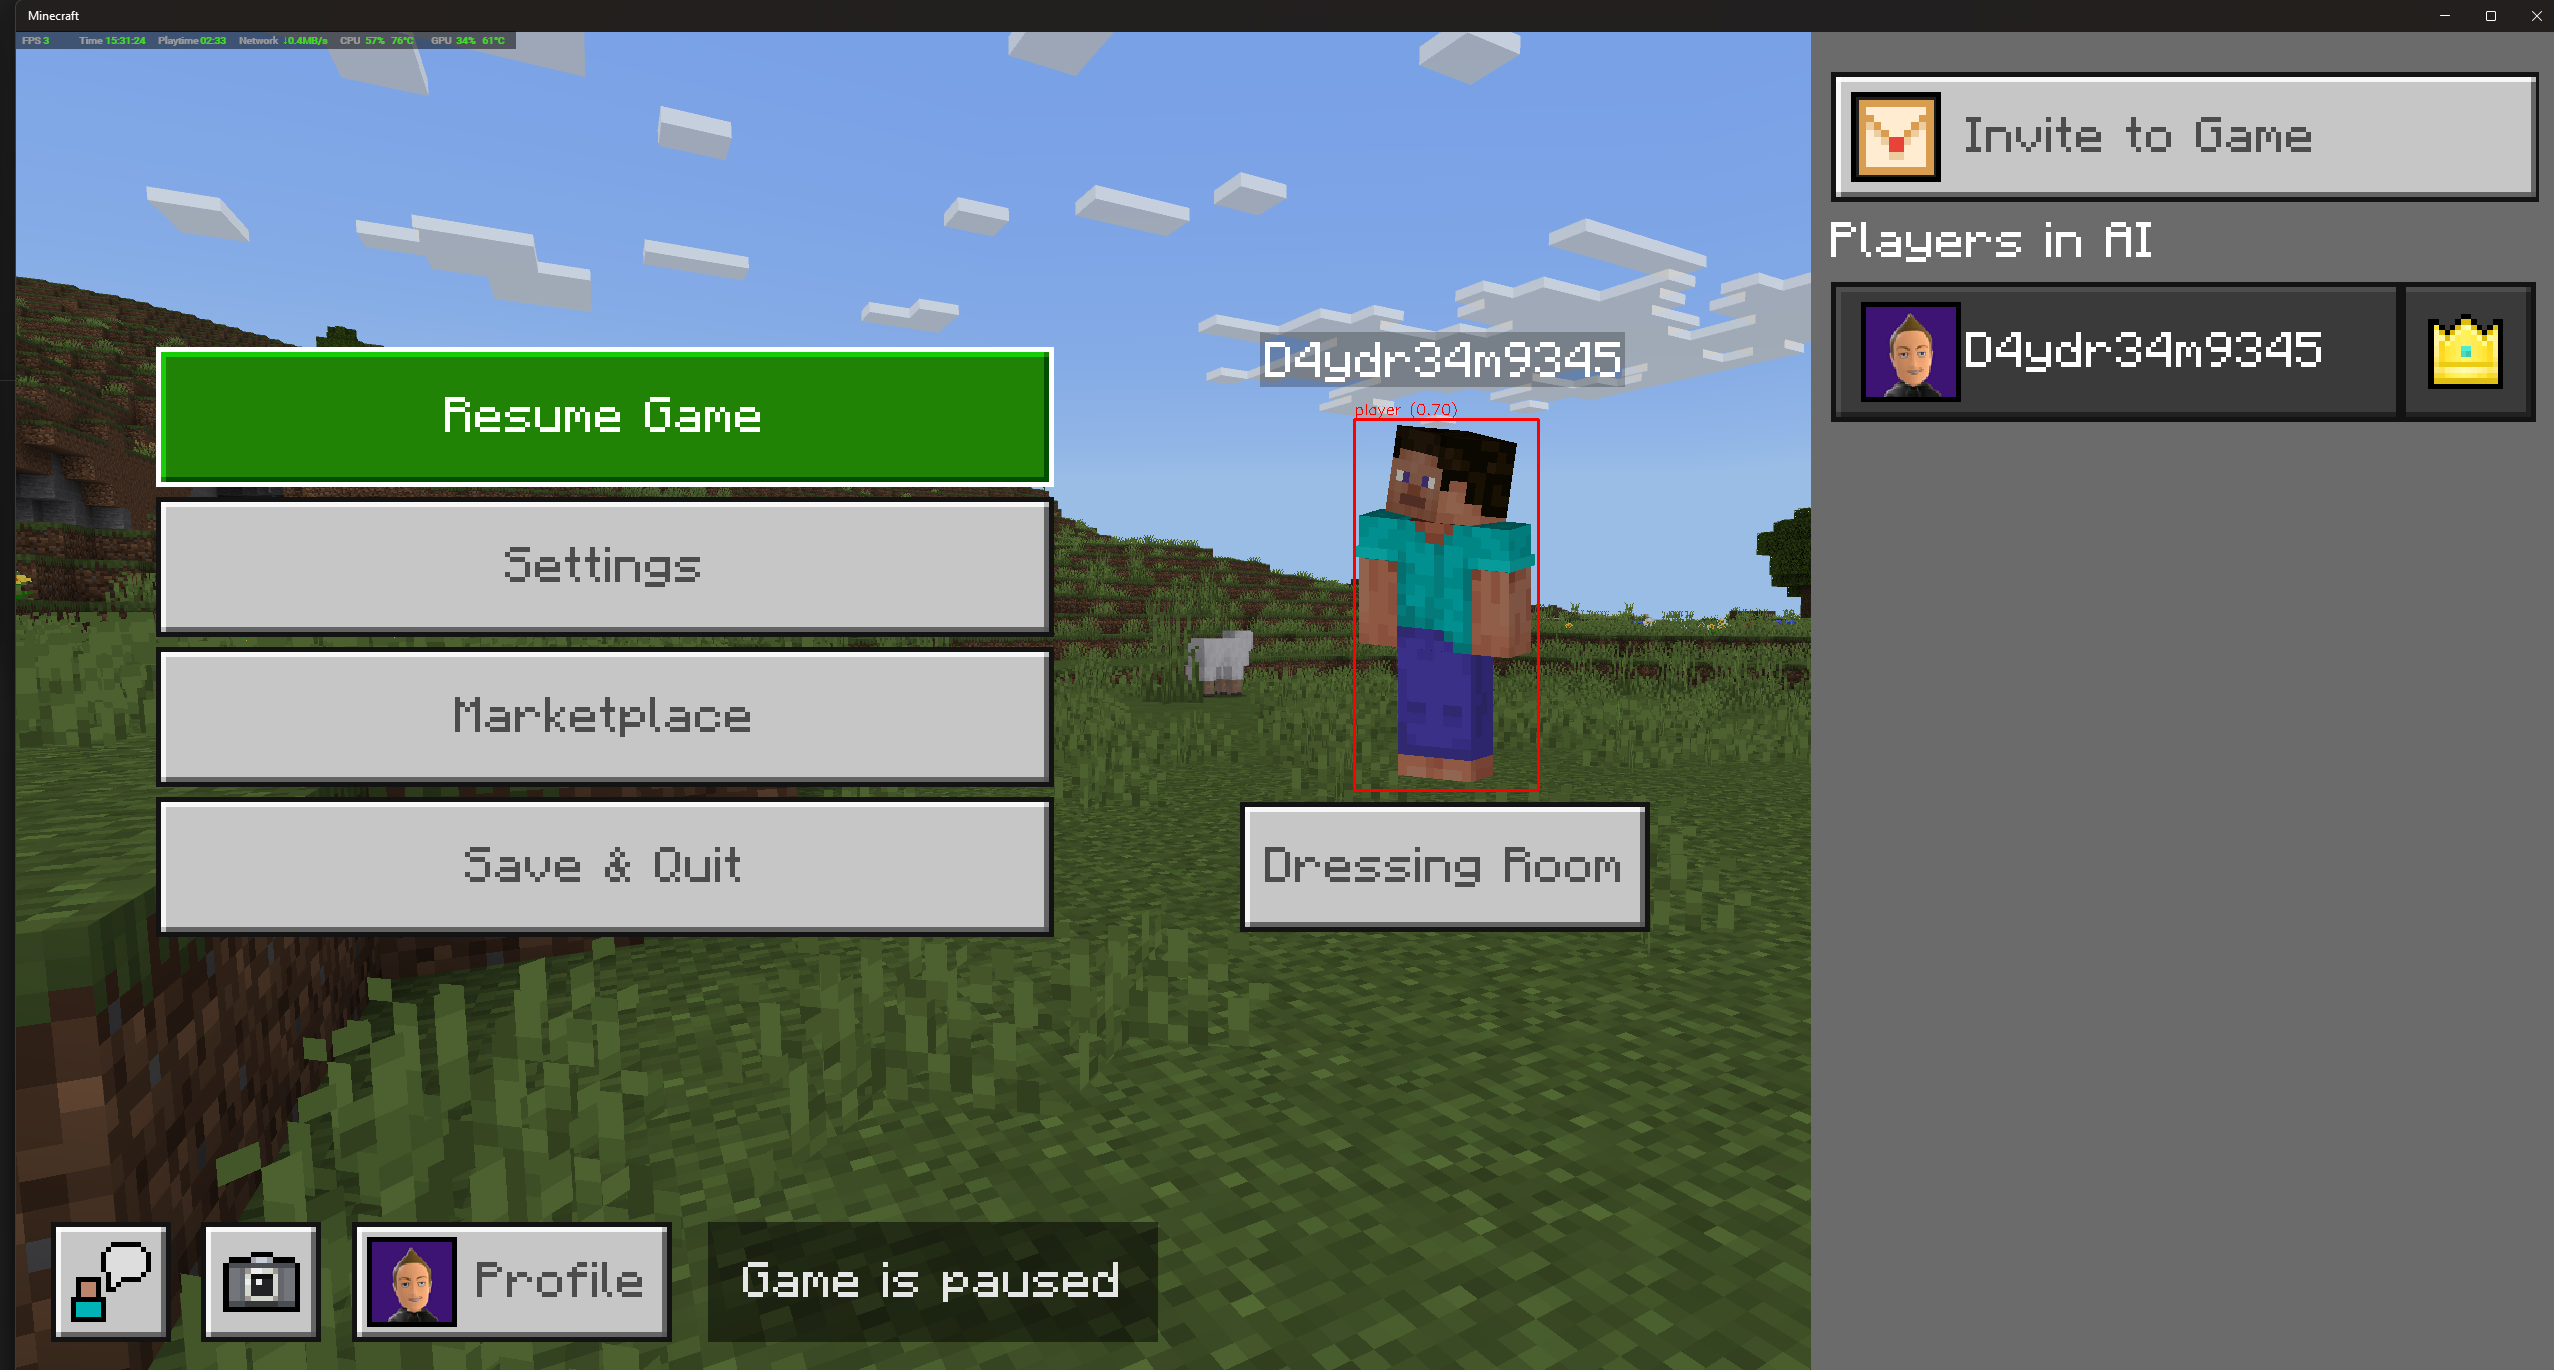 Minecraft
FPS 3 Time 15:31:24 Playtime 02:33 Network ↓0.4MB/s CPU 57% 76°C GPU 34% 61°C
Invite to Game
Players in AI
D4ydr34m9345
D4ydr34m9345
player (0.70)
Resume Game
Settings
Marketplace
Save & Quit
Dressing Room
Profile
Game is paused